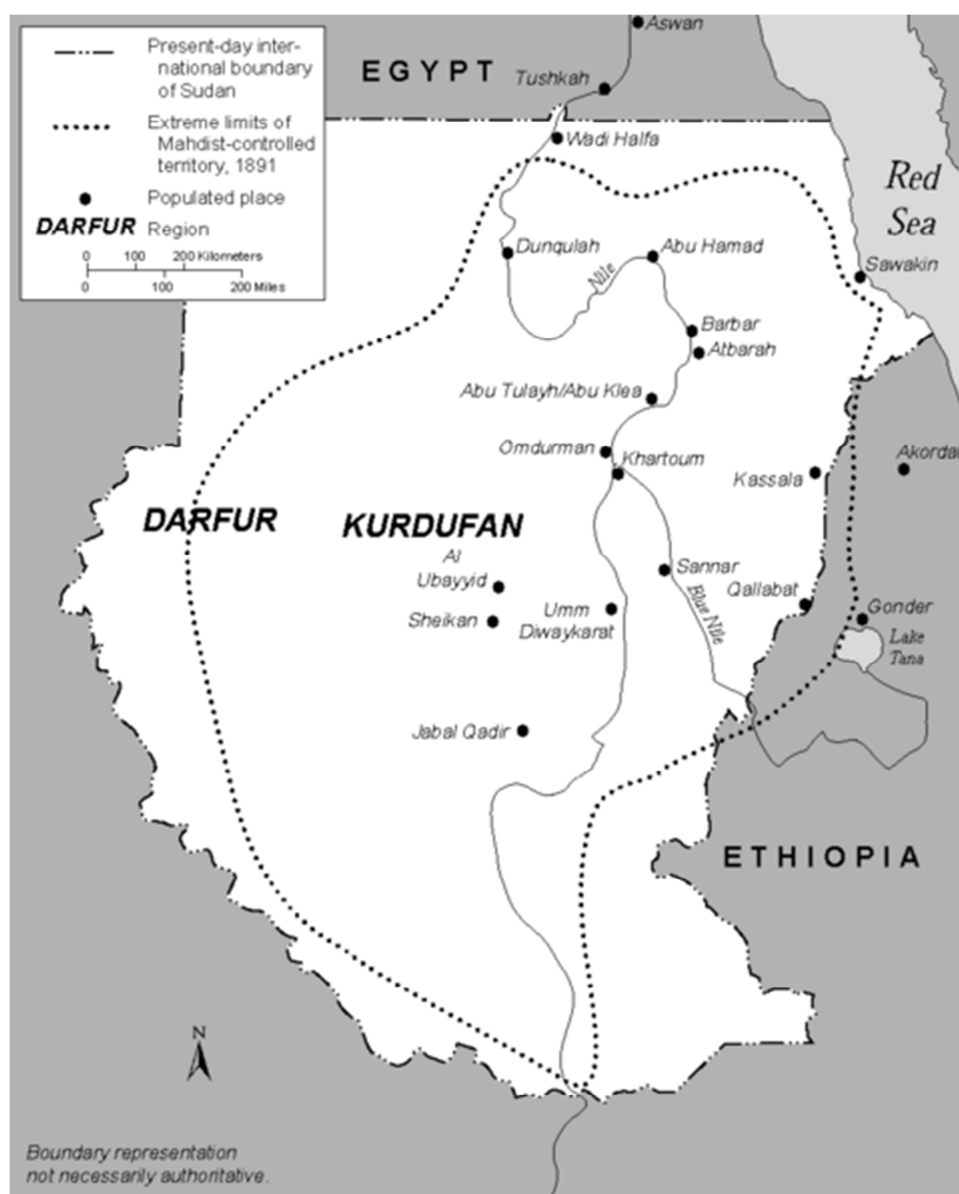 Present-day inter-
national boundary
of Sudan
Extreme limits of
Mahdist-controlled
territory, 1891
Populated place
DARFUR Region
0 100 200 Kilometers
0 100 200 Miles
Aswan
EGYPT
Tushkah
Wadi Halfa
Red
Sea
Dunqulah
Nile
Abu Hamad
Sawakin
Barbar
Atbarah
Abu Tulayh/Abu Klea
Omdurman
Khartoum
Kassala
Akordat
DARFUR
KURDUFAN
Al
Ubayyid
Sannar
Sheikan
Umm
Diwaykarat
Blue Nile
Qallabat
Gonder
Lake
Tana
Jabal Qadir
ETHIOPIA
N
Boundary representation
not necessarily authoritative.